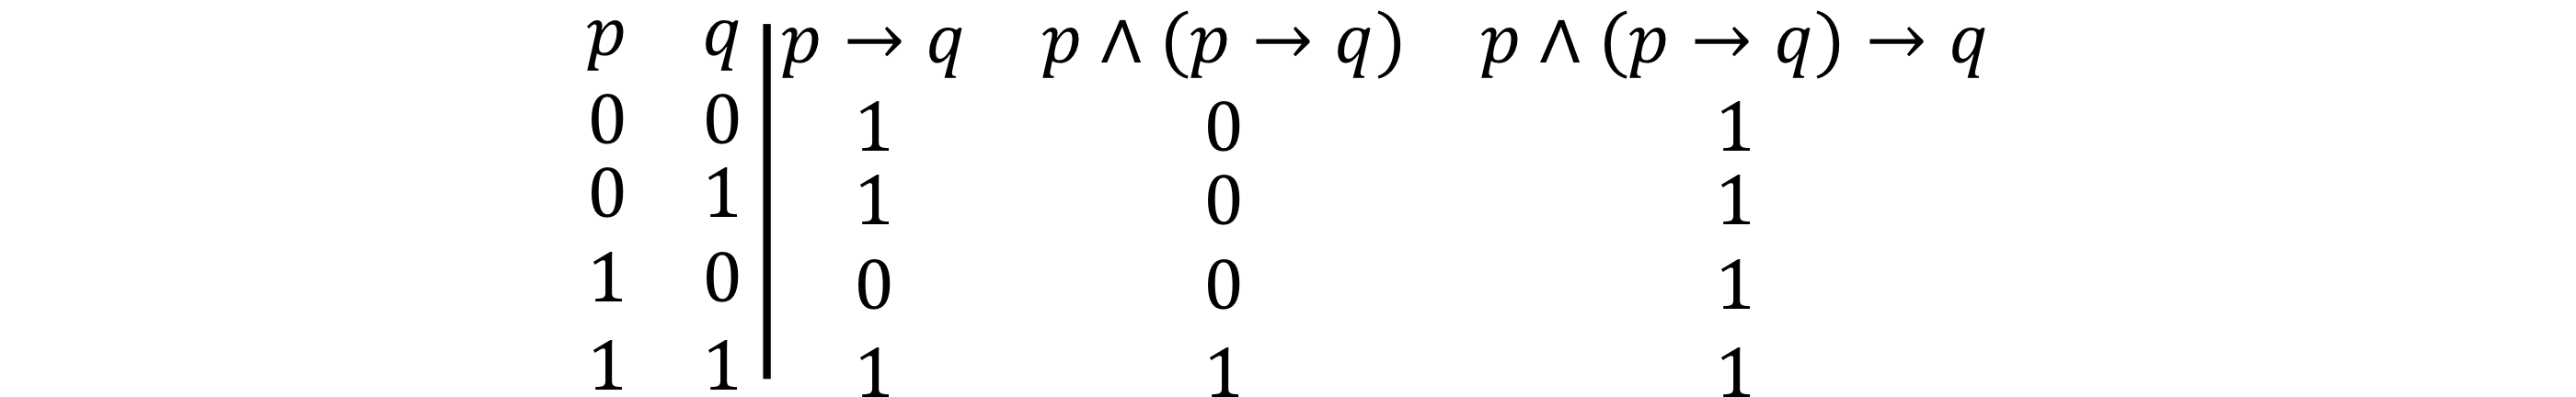 p q p → q p ∧ (p → q) p ∧ (p → q) → q
0 0 1 0 1
0 1 1 0 1
1 0 0 0 1
1 1 1 1 1